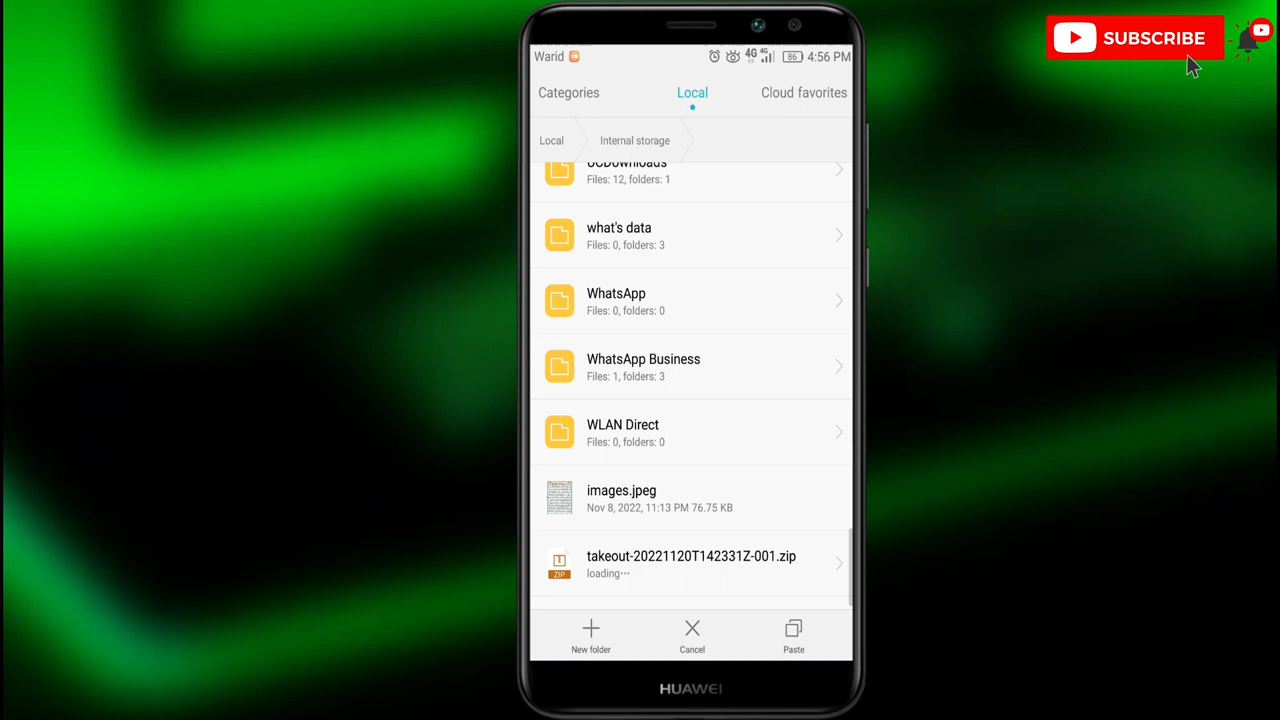 SUBSCRIBE
Warid 4G 4G 86 4:56 PM
Categories Local Cloud favorites
Local Internal storage
UCDownloads
Files: 12, folders: 1
what's data
Files: 0, folders: 3
WhatsApp
Files: 0, folders: 0
WhatsApp Business
Files: 1, folders: 3
WLAN Direct
Files: 0, folders: 0
images.jpeg
Nov 8, 2022, 11:13 PM 76.75 KB
takeout-20221120T142331Z-001.zip
ZIP
loading···
New folder Cancel Paste
HUAWEI